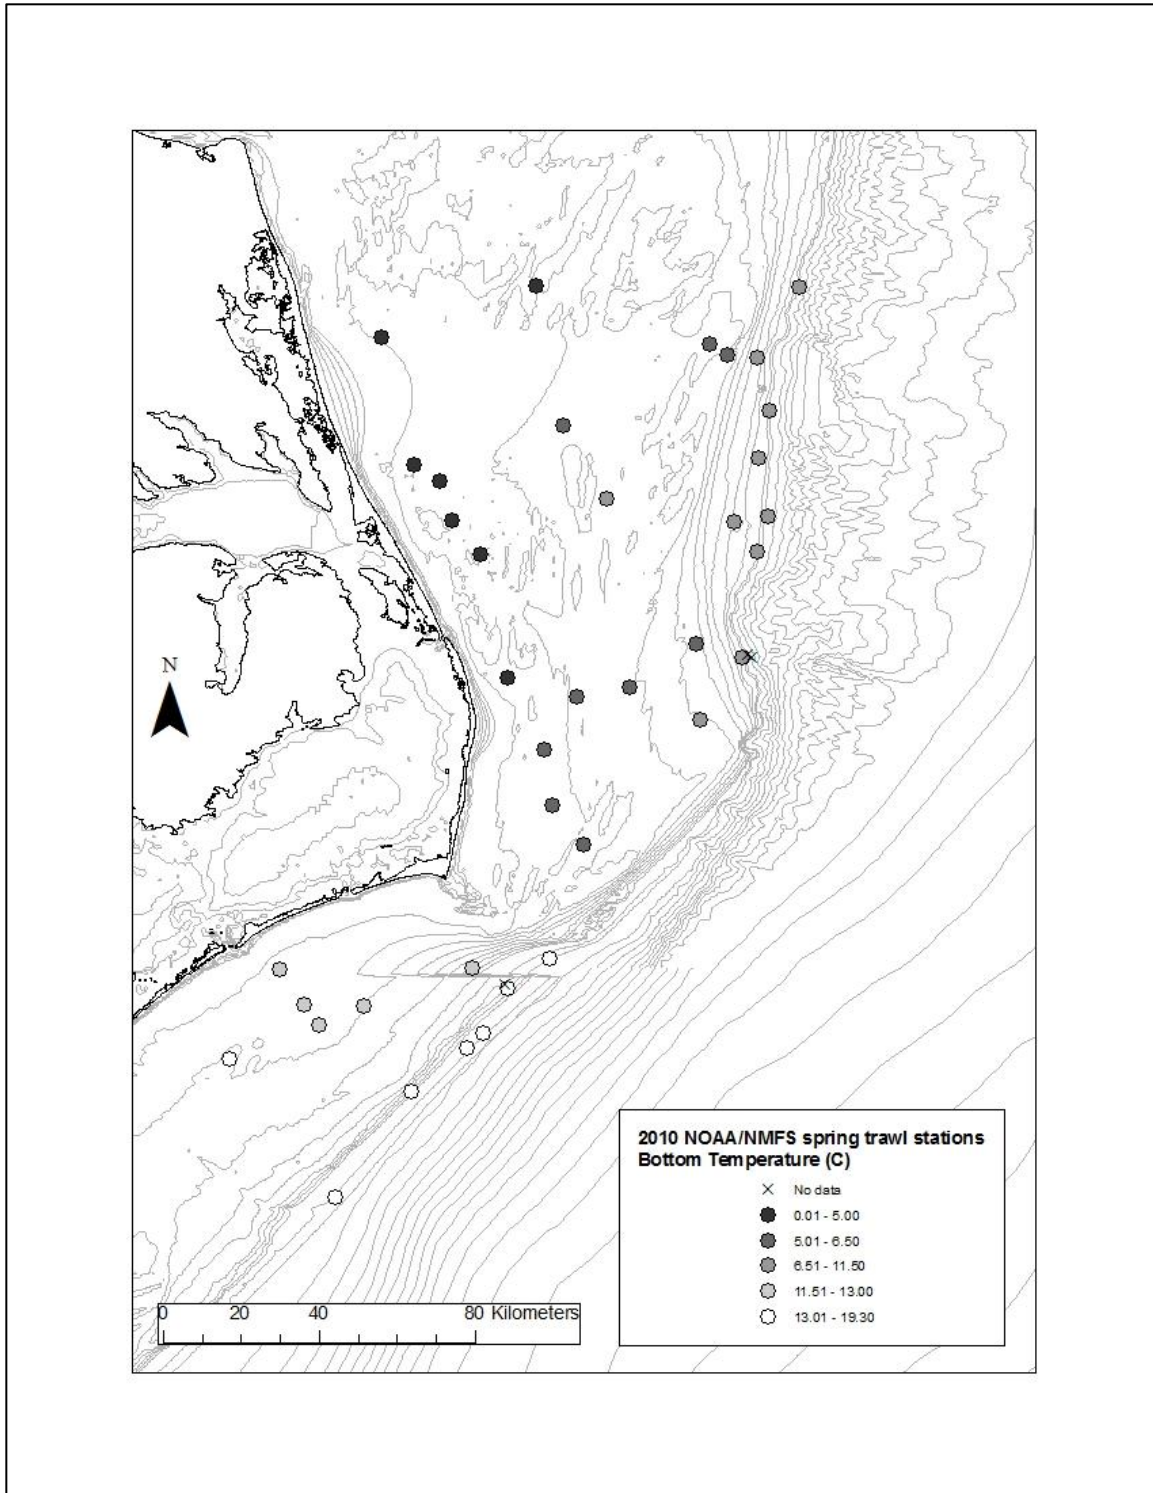 N
2010 NOAA/NMFS spring trawl stations
Bottom Temperature (C)
No data
0.01 - 5.00
5.01 - 6.50
6.51 - 11.50
11.51 - 13.00
13.01 - 19.30
0 20 40 80 Kilometers